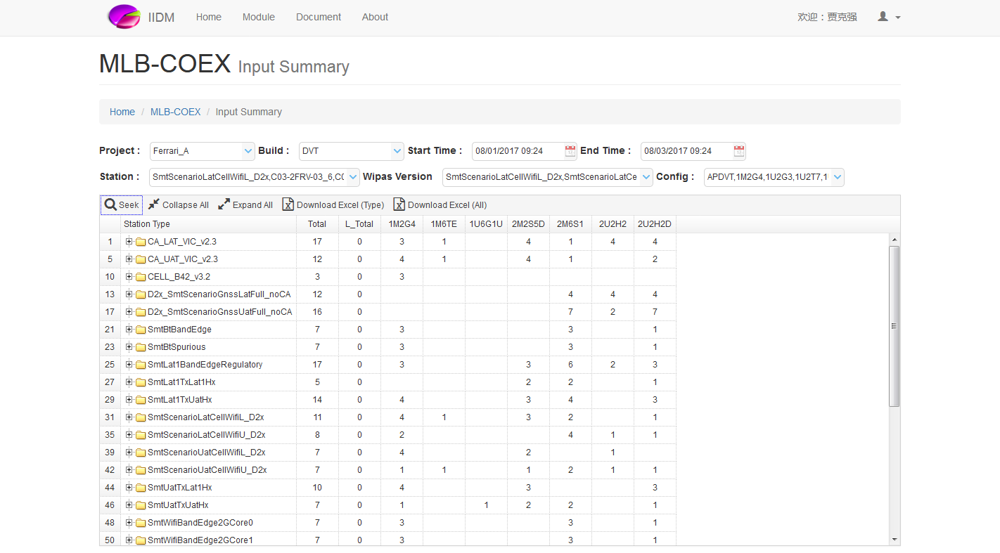 IIDM Home Module Document About 欢迎：贾克强
MLB-COEX Input Summary
Home / MLB-COEX / Input Summary
Project : Ferrari_A Build : DVT Start Time : 08/01/2017 09:24 End Time : 08/03/2017 09:24
Station : SmtScenarioLatCellWifiL_D2x,C03-2FRV-03_6,C0 Wipas Version SmtScenarioLatCellWifiL_D2x,SmtScenarioLatCe Config : APDVT,1M2G4,1U2G3,1U2T7,1
Seek Collapse All Expand All Download Excel (Type) Download Excel (All)
Station Type Total L_Total 1M2G4 1M6TE 1U6G1U 2M2S5D 2M6S1 2U2H2 2U2H2D
1 CA_LAT_VIC_v2.3 17 0 3 1 4 1 4 4
5 CA_UAT_VIC_v2.3 12 0 4 1 4 1 2
10 CELL_B42_v3.2 3 0 3
13 D2x_SmtScenarioGnssLatFull_noCA 12 0 4 4 4
17 D2x_SmtScenarioGnssUatFull_noCA 16 0 7 2 7
21 SmtBtBandEdge 7 0 3 3 1
23 SmtBtSpurious 7 0 3 3 1
25 SmtLat1BandEdgeRegulatory 17 0 3 3 6 2 3
27 SmtLat1TxLat1Hx 5 0 2 2 1
29 SmtLat1TxUatHx 14 0 4 3 4 3
31 SmtScenarioLatCellWifiL_D2x 11 0 4 1 3 2 1
35 SmtScenarioLatCellWifiU_D2x 8 0 2 4 1 1
39 SmtScenarioUatCellWifiL_D2x 7 0 4 2 1
42 SmtScenarioUatCellWifiU_D2x 7 0 1 1 1 2 1 1
44 SmtUatTxLat1Hx 10 0 4 3 3
46 SmtUatTxUatHx 7 0 1 1 2 2 1
48 SmtWifiBandEdge2GCore0 7 0 3 3 1
50 SmtWifiBandEdge2GCore1 7 0 3 3 1